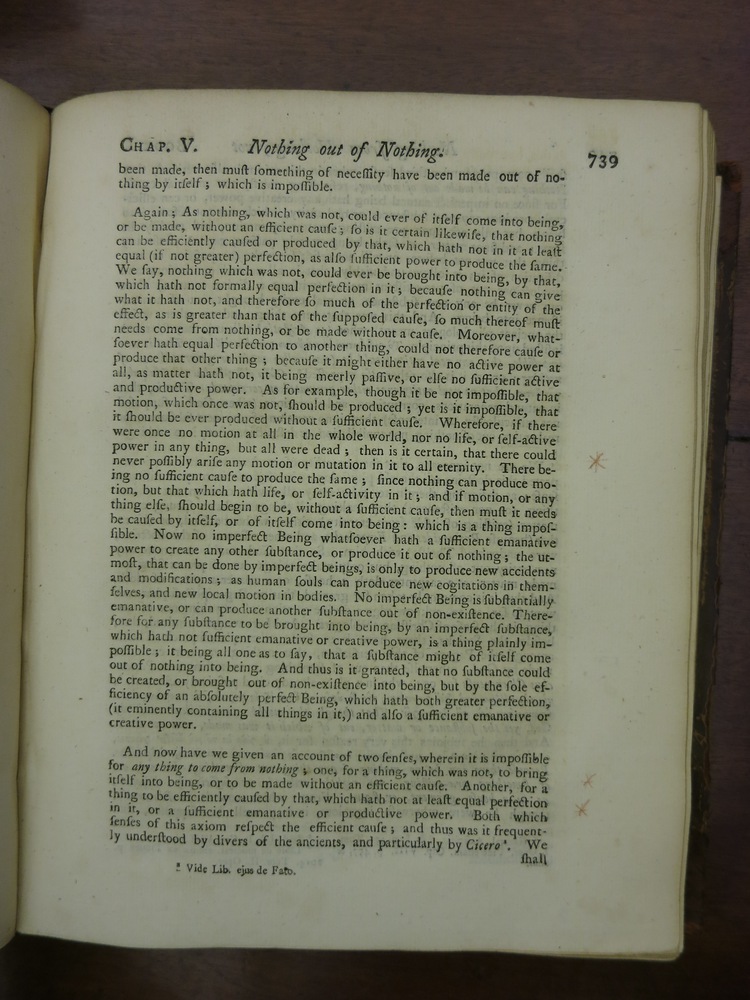 CHAP. V. Nothing out of Nothing. 739
been made, then muſt ſomething of neceſſity have been made out of no-
thing by itſelf; which is impoſſible.
Again; As nothing, which was not, could ever of itſelf come into being,
or be made, without an efficient cauſe; ſo is it certain likewiſe, that nothing
can be efficiently cauſed or produced by that, which hath not in it at leaſt
equal (if not greater) perfection, as alſo ſufficient power to produce the ſame.
We ſay, nothing which was not, could ever be brought into being, by that,
which hath not formally equal perfection in it; becauſe nothing can give
what it hath not, and therefore ſo much of the perfection or entity of the
effect, as is greater than that of the ſuppoſed cauſe, ſo much thereof muſt
needs come from nothing, or be made without a cauſe. Moreover, what-
ſoever hath equal perfection to another thing, could not therefore cauſe or
produce that other thing; becauſe it might either have no active power at
all, as matter hath not, it being meerly paſſive, or elſe no ſufficient active
and productive power. As for example, though it be not impoſſible, that
motion, which once was not, ſhould be produced; yet is it impoſſible, that
it ſhould be ever produced without a ſufficient cauſe. Wherefore, if there
were once no motion at all in the whole world, nor no life, or ſelf-active
power in any thing, but all were dead; then is it certain, that there could
never poſſibly ariſe any motion or mutation in it to all eternity. There be-
ing no ſufficient cauſe to produce the ſame; ſince nothing can produce mo-
tion, but that which hath life, or ſelf-activity in it; and if motion, or any
thing elſe, ſhould begin to be, without a ſufficient cauſe, then muſt it needs
be cauſed by itſelf, or of itſelf come into being: which is a thing impoſ-
ſible. Now no imperfect Being whatſoever hath a ſufficient emanative
power to create any other ſubſtance, or produce it out of nothing; the ut-
moſt, that can be done by imperfect beings, is only to produce new accidents
and modifications; as human ſouls can produce new cogitations in them-
ſelves, and new local motion in bodies. No imperfect Being is ſubſtantially
emanative, or can produce another ſubſtance out of non-exiſtence. There-
fore for any ſubſtance to be brought into being, by an imperfect ſubſtance,
which hath not ſufficient emanative or creative power, is a thing plainly im-
poſſible; it being all one as to ſay, that a ſubſtance might of itſelf come
out of nothing into being. And thus is it granted, that no ſubſtance could
be created, or brought out of non-exiſtence into being, but by the ſole ef-
ficiency of an abſolutely perfect Being, which hath both greater perfection,
(it eminently containing all things in it,) and alſo a ſufficient emanative or
creative power.
And now have we given an account of two ſenſes, wherein it is impoſſible
for any thing to come from nothing; one, for a thing, which was not, to bring
itſelf into being, or to be made without an efficient cauſe. Another, for a
thing to be efficiently cauſed by that, which hath not at leaſt equal perfection
in it, or a ſufficient emanative or productive power. Both which
ſenſes of this axiom reſpect the efficient cauſe; and thus was it frequent-
ly underſtood by divers of the ancients, and particularly by Cicero ª. We
ſhall
ª Vide Lib. ejus de Fato.